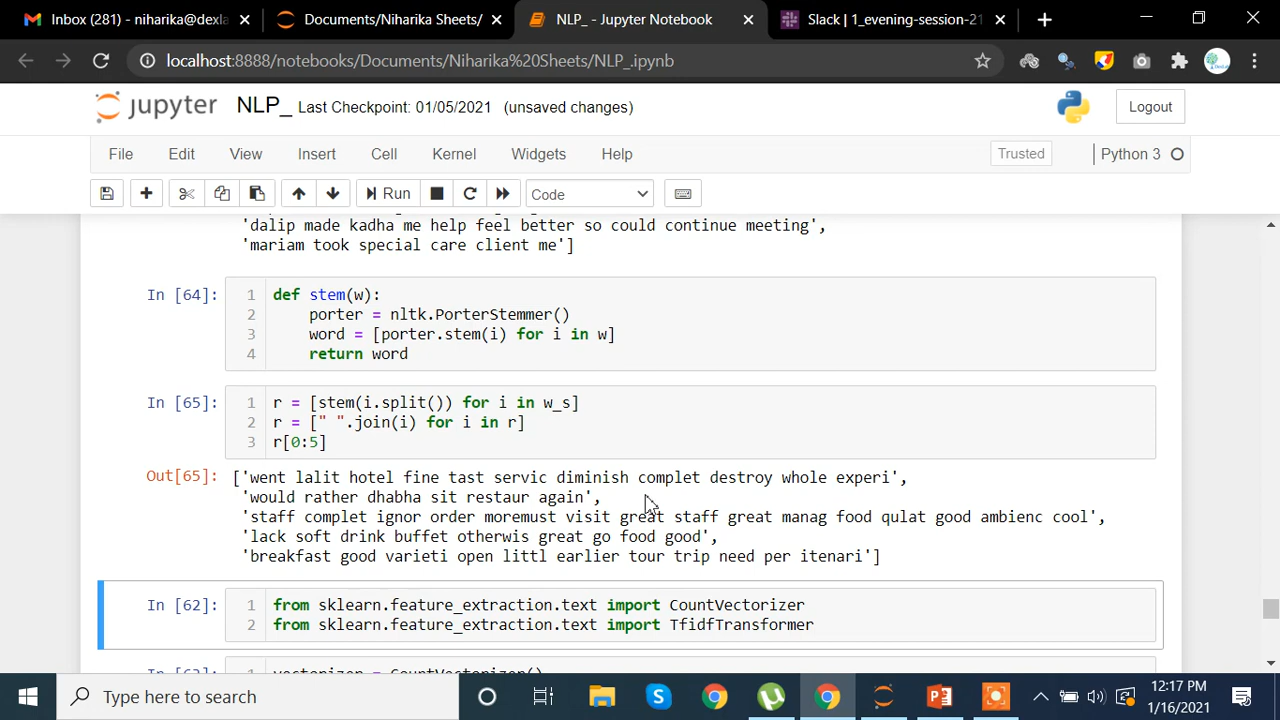 Inbox (281) - niharika@dexla
Documents/Niharika Sheets/
NLP_ - Jupyter Notebook
Slack | 1_evening-session-21
localhost:8888/notebooks/Documents/Niharika%20Sheets/NLP_.ipynb
jupyter NLP_ Last Checkpoint: 01/05/2021 (unsaved changes)
Logout
File Edit View Insert Cell Kernel Widgets Help
Trusted
Python 3
Run
Code
'dalip made kadha me help feel better so could continue meeting',
'mariam took special care client me']
In [64]:
1 def stem(w):
2 porter = nltk.PorterStemmer()
3 word = [porter.stem(i) for i in w]
4 return word
In [65]:
1 r = [stem(i.split()) for i in w_s]
2 r = [" ".join(i) for i in r]
3 r[0:5]
Out[65]: ['went lalit hotel fine tast servic diminish complet destroy whole experi',
'would rather dhabha sit restaur again',
'staff complet ignor order moremust visit great staff great manag food qulat good ambienc cool',
'lack soft drink buffet otherwis great go food good',
'breakfast good varieti open littl earlier tour trip need per itenari']
In [62]:
1 from sklearn.feature_extraction.text import CountVectorizer
2 from sklearn.feature_extraction.text import TfidfTransformer
Type here to search
12:17 PM
1/16/2021